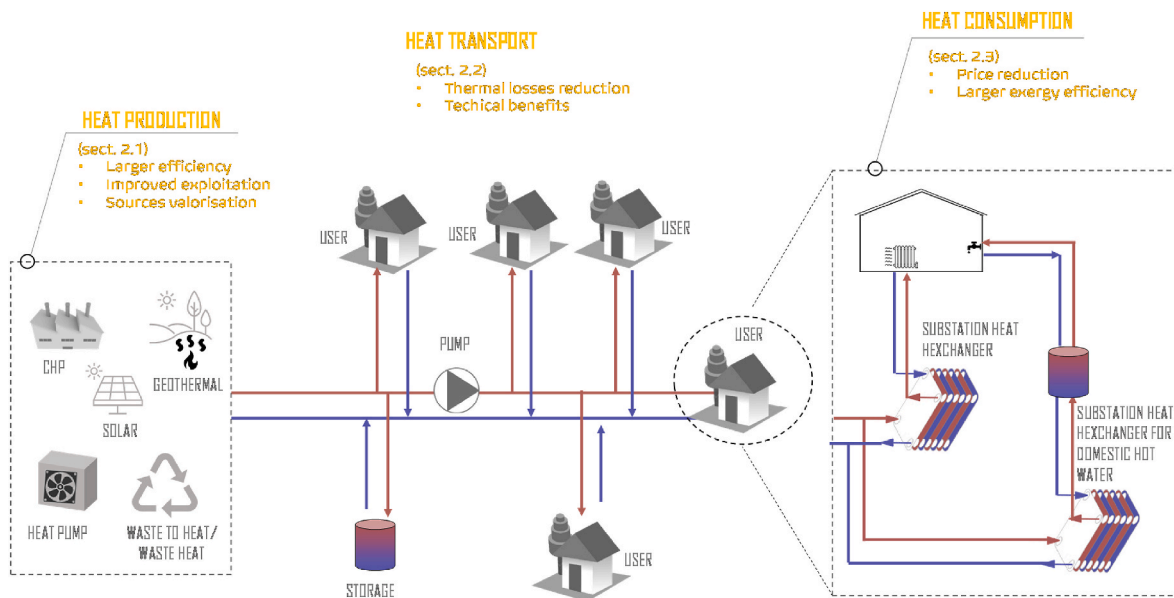 HEAT PRODUCTION
(sect. 2.1)
▪ Larger efficiency
▪ Improved exploitation
▪ Sources valorisation
HEAT TRANSPORT
(sect. 2.2)
▪ Thermal losses reduction
▪ Techical benefits
HEAT CONSUMPTION
(sect. 2.3)
▪ Price reduction
▪ Larger exergy efficiency
CHP
GEOTHERMAL
SOLAR
HEAT PUMP
WASTE TO HEAT/
WASTE HEAT
USER
USER
USER
PUMP
USER
STORAGE
USER
SUBSTATION HEAT
HEXCHANGER
SUBSTATION HEAT
HEXCHANGER FOR
DOMESTIC HOT
WATER